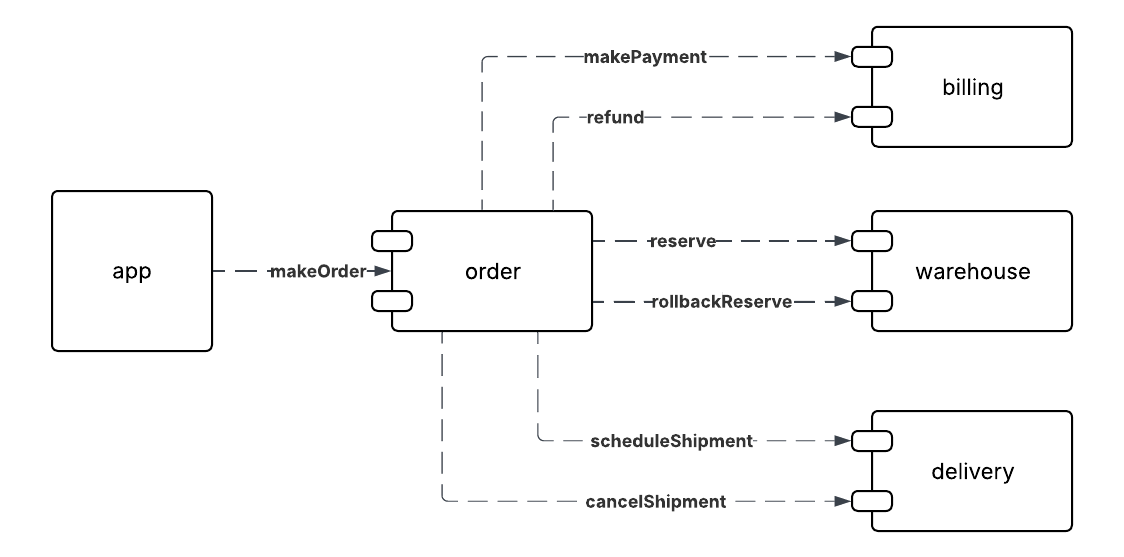 makePayment
billing
refund
app
makeOrder
order
reserve
warehouse
rollbackReserve
scheduleShipment
delivery
cancelShipment